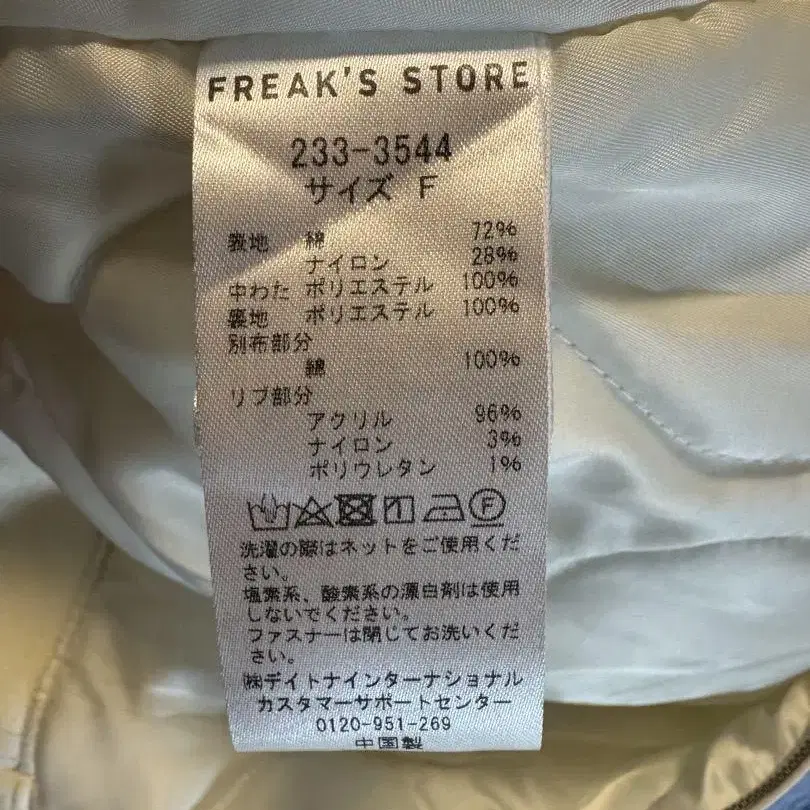 FREAK'S STORE
233-3544
サイズ F
表地 綿 72%
ナイロン 28%
中わた ポリエステル 100%
裏地 ポリエステル 100%
別布部分
綿 100%
リブ部分
アクリル 96%
ナイロン 3%
ポリウレタン 1%
F
洗濯の際はネットをご使用くだ
さい。
塩素系、酸素系の漂白剤は使用
しないでください。
ファスナーは閉じてお洗いくだ
さい。
㈱デイトナインターナショナル
カスタマーサポートセンター
0120-951-269
中国製